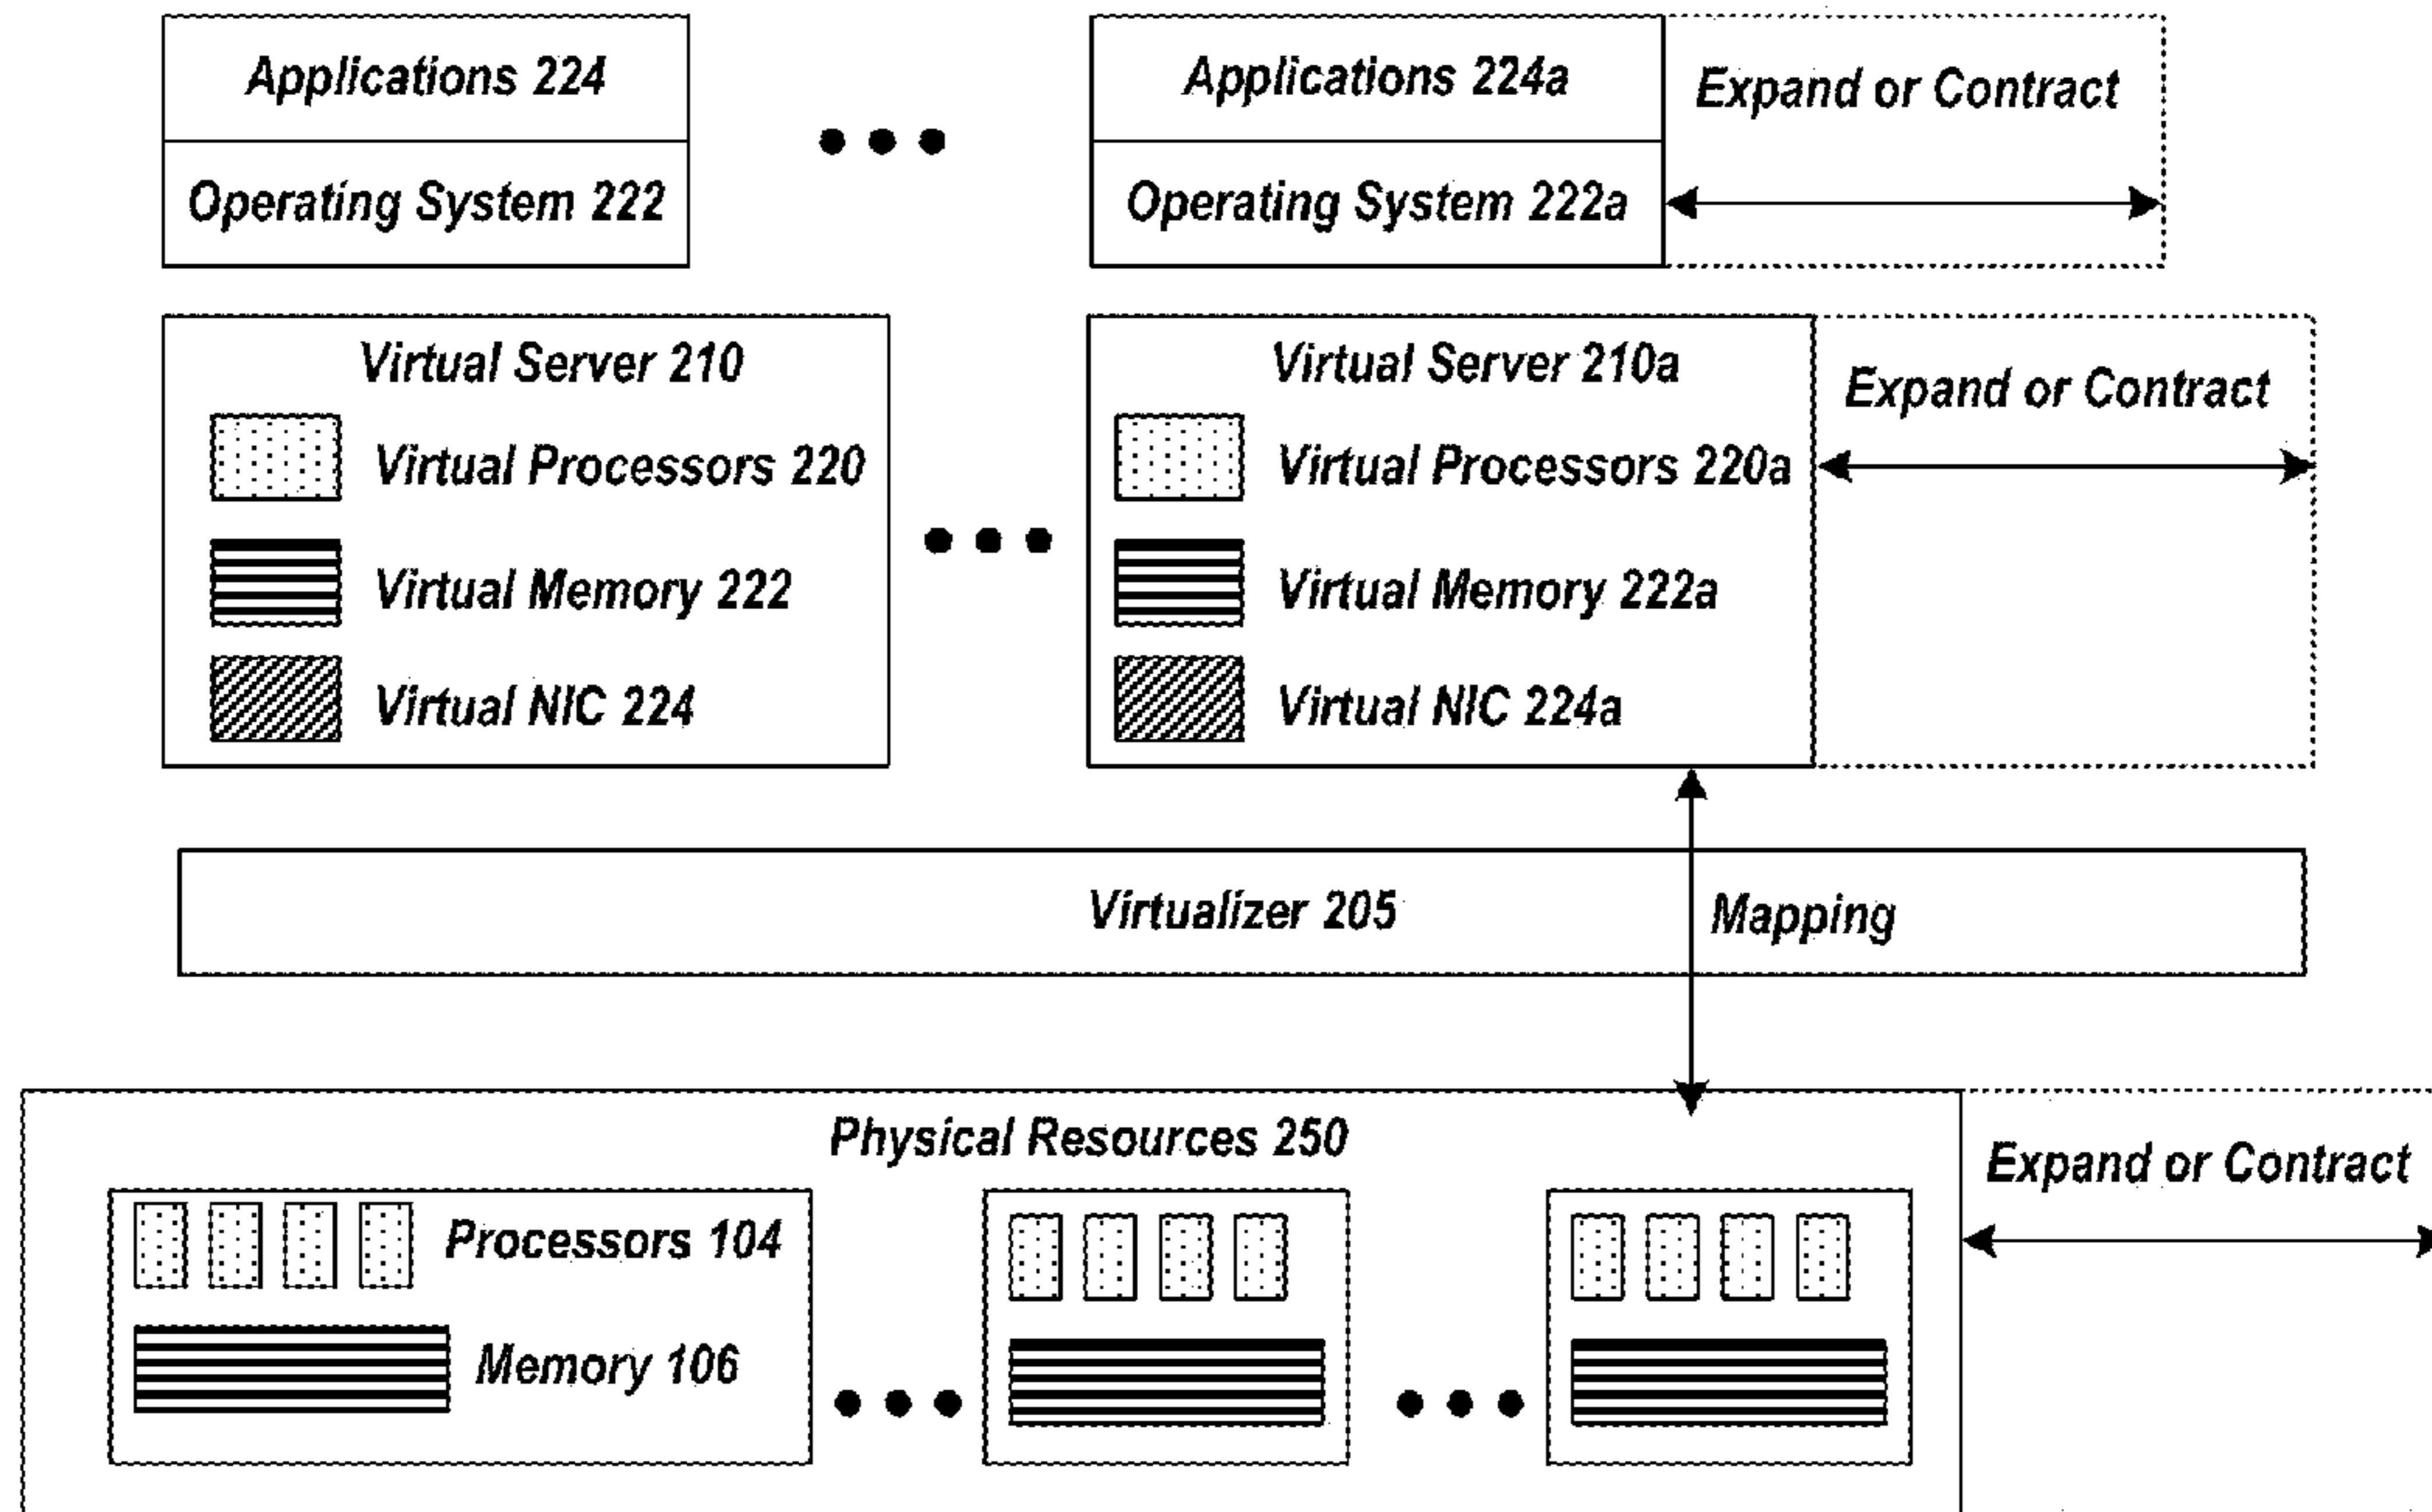 Applications 224
Applications 224a
Expand or Contract
Operating System 222
Operating System 222a
Virtual Server 210
Virtual Server 210a
Expand or Contract
Virtual Processors 220
Virtual Processors 220a
Virtual Memory 222
Virtual Memory 222a
Virtual NIC 224
Virtual NIC 224a
Virtualizer 205
Mapping
Physical Resources 250
Expand or Contract
Processors 104
Memory 106